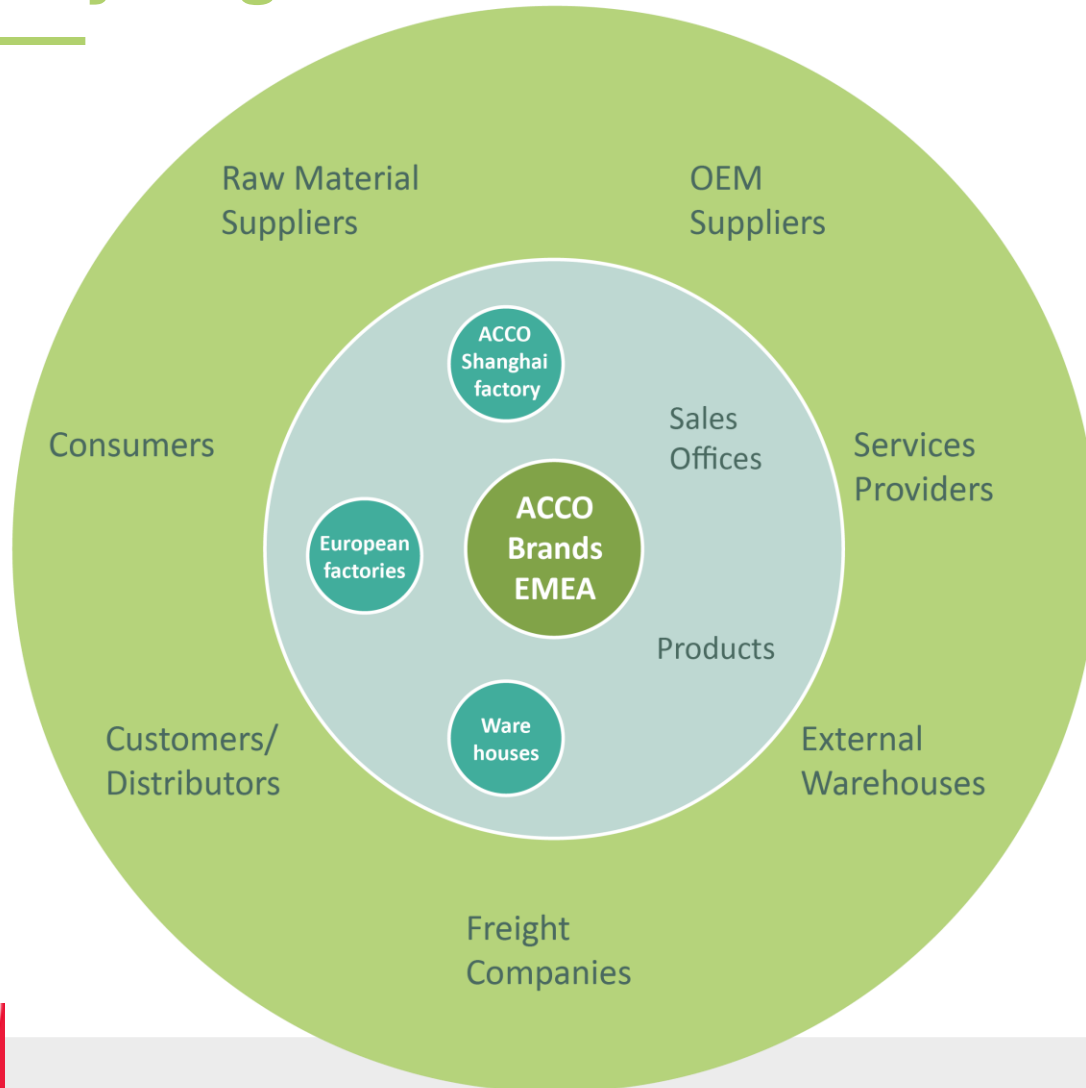 Raw Material
Suppliers
OEM
Suppliers
ACCO
Shanghai
factory
Sales
Offices
Consumers
Services
Providers
ACCO
Brands
EMEA
European
factories
Products
Ware
houses
Customers/
Distributors
External
Warehouses
Freight
Companies